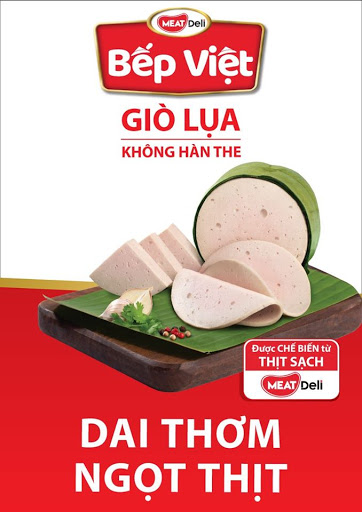 MEAT Deli
Bếp Việt
GIÒ LỤA
KHÔNG HÀN THE
Được CHẾ BIẾN từ
THỊT SẠCH
MEAT Deli
DAI THƠM
NGỌT THỊT